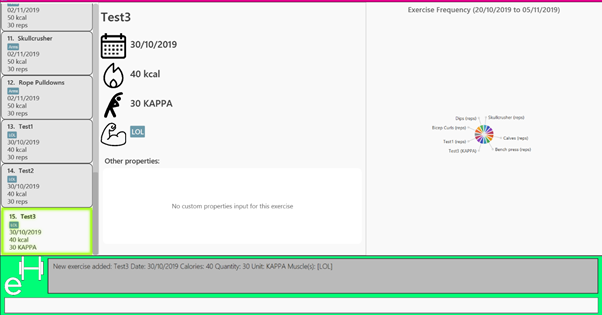 02/11/2019
50 kcal
30 reps
11. Skullcrusher
02/11/2019
50 kcal
30 reps
12. Rope Pulldowns
02/11/2019
50 kcal
30 reps
13. Test1
LOL
30/10/2019
40 kcal
30 reps
14. Test2
LOL
30/10/2019
40 kcal
30 reps
15. Test3
LOL
30/10/2019
40 kcal
30 KAPPA
Test3
30/10/2019
40 kcal
30 KAPPA
LOL
Other properties:
No custom properties input for this exercise
Exercise Frequency (20/10/2019 to 05/11/2019)
Dips (reps)
Skullcrusher (reps)
Bicep Curls (reps)
Calves (reps)
Test1 (reps)
Bench press (reps)
Test3 (KAPPA)
eH
New exercise added: Test3 Date: 30/10/2019 Calories: 40 Quantity: 30 Unit: KAPPA Muscle(s): [LOL]